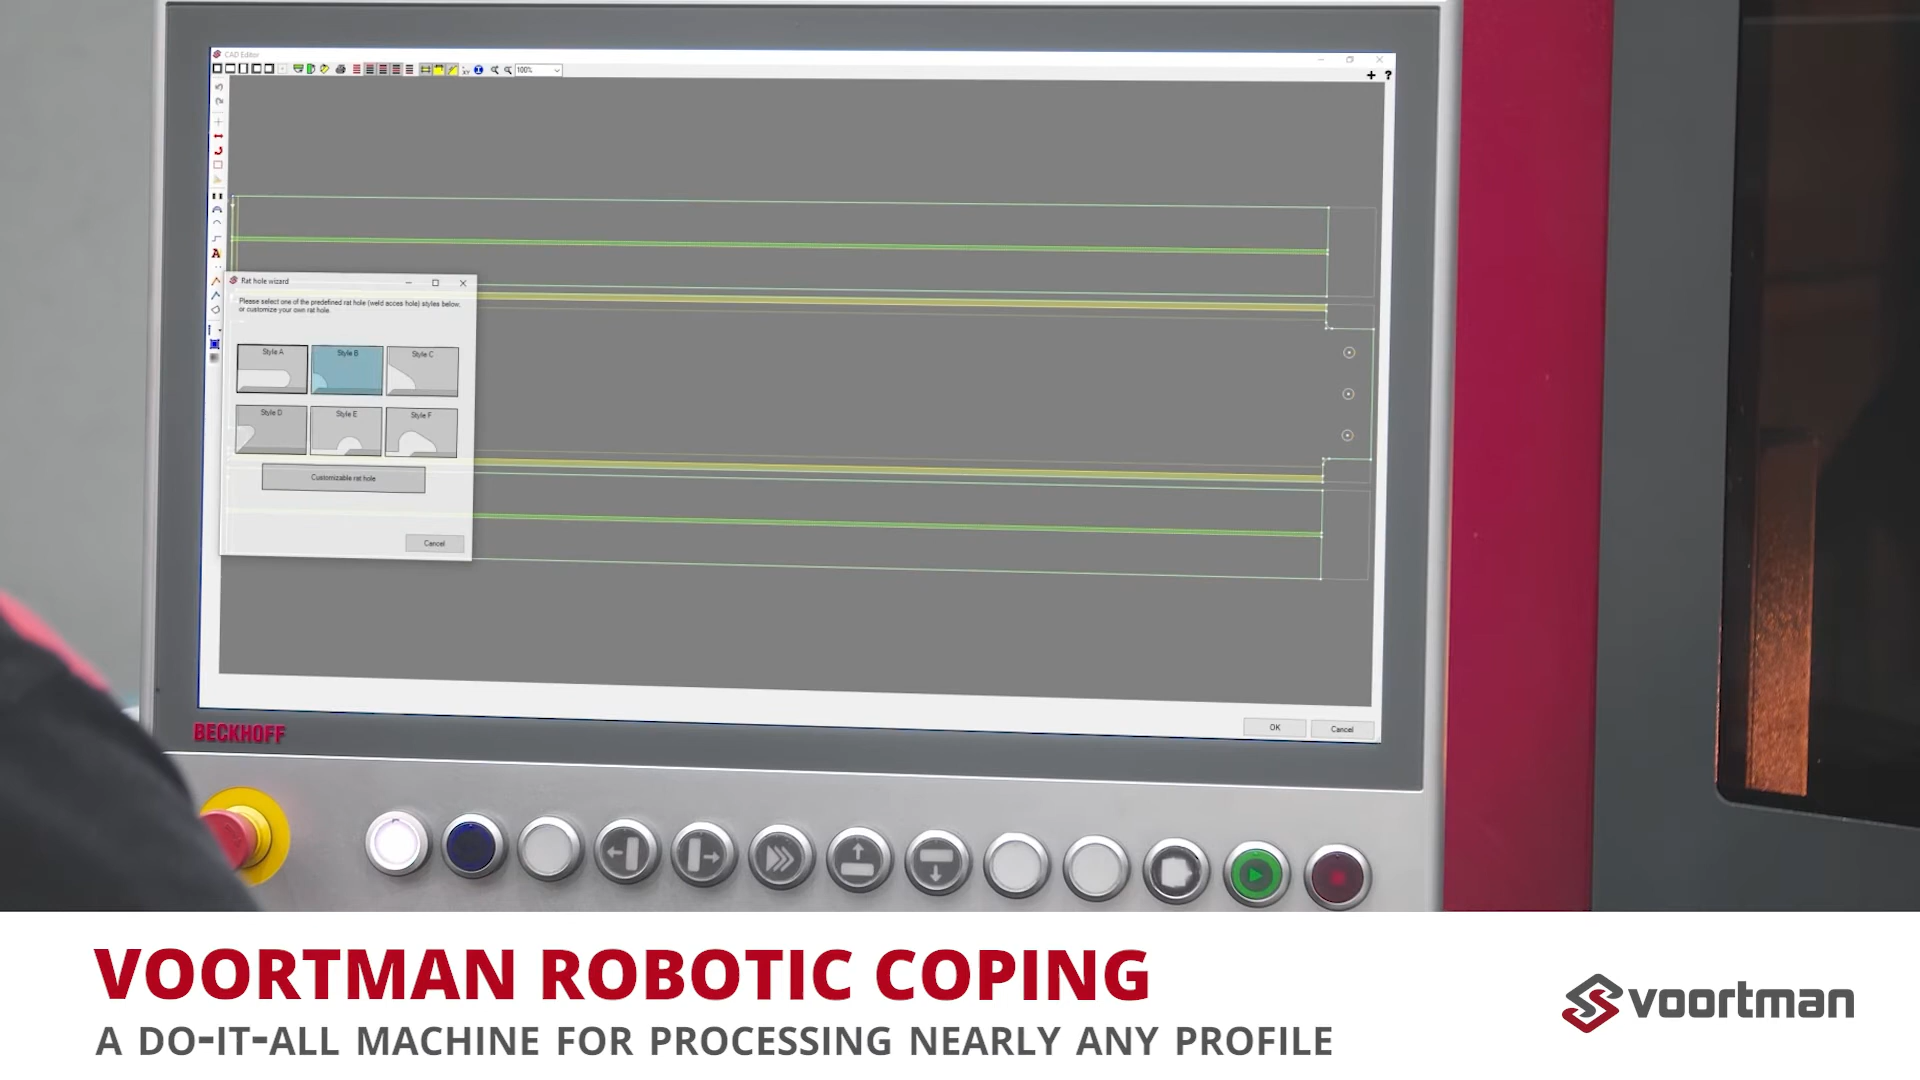 CAD Editor
100%
Rat hole wizard
Please select one of the predefined rat hole (weld acces hole) styles below.
or customize your own rat hole.
Style A
Style B
Style C
Style D
Style E
Style F
Customizable rat hole
Cancel
OK
Cancel
BECKHOFF
VOORTMAN ROBOTIC COPING
A DO-IT-ALL MACHINE FOR PROCESSING NEARLY ANY PROFILE
voortman